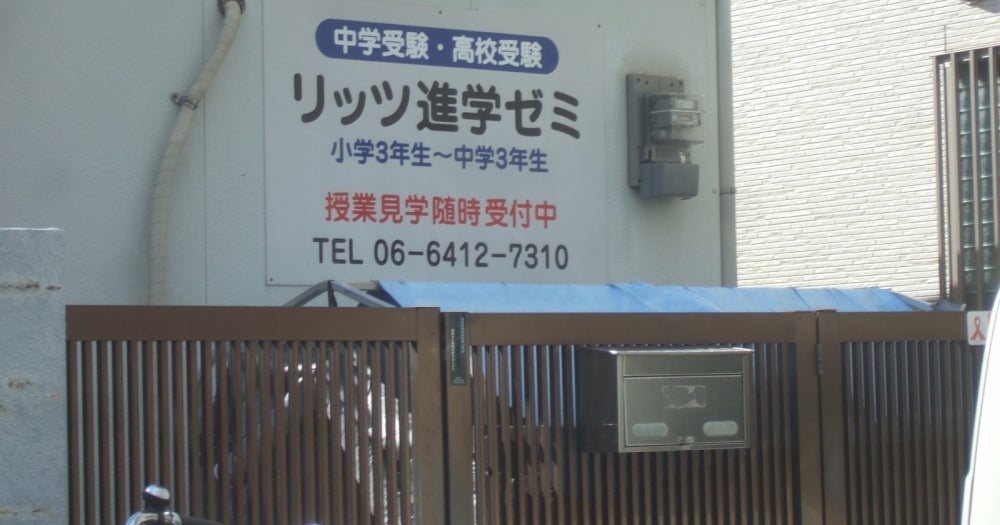 中学受験・高校受験
リッツ進学ゼミ
小学3年生～中学3年生
授業見学随時受付中
TEL 06-6412-7310